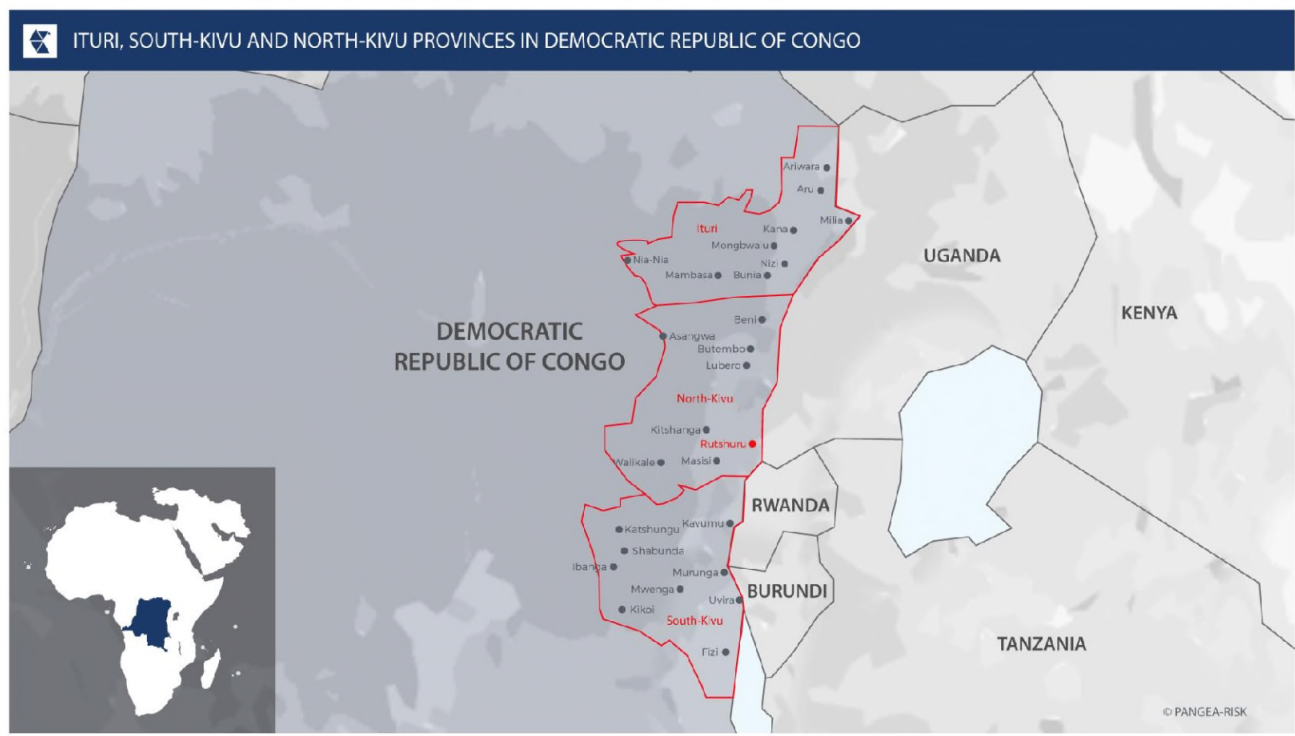 ITURI, SOUTH-KIVU AND NORTH-KIVU PROVINCES IN DEMOCRATIC REPUBLIC OF CONGO
Ariwara
Aru
Milia
Ituri
Kana
Mongbwalu
Nia-Nia
Nizi
Mambasa
Bunia
UGANDA
KENYA
DEMOCRATIC
REPUBLIC OF CONGO
Beni
Asangwa
Butembo
Lubero
North-Kivu
Kitshanga
Rutshuru
Walikale
Masisi
RWANDA
Kavumu
Katshungu
Shabunda
Ibanga
Murunga
Mwenga
Uvira
BURUNDI
Kikoi
South-Kivu
Fizi
TANZANIA
© PANGEA-RISK